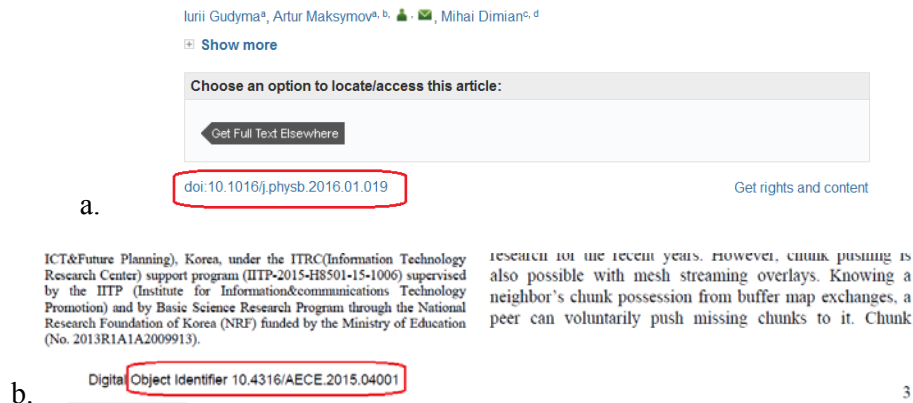 Iurii Gudymaᵃ, Artur Maksymovᵃ, ᵇ, Mihai Dimianᶜ, ᵈ
Show more
Choose an option to locate/access this article:
Get Full Text Elsewhere
doi:10.1016/j.physb.2016.01.019
Get rights and content
a.
ICT&Future Planning), Korea, under the ITRC(Information Technology
Research Center) support program (IITP-2015-H8501-15-1006) supervised
by the IITP (Institute for Information&communications Technology
Promotion) and by Basic Science Research Program through the National
Research Foundation of Korea (NRF) funded by the Ministry of Education
(No. 2013R1A1A2009913).
research for the recent years. However, chunk pushing is
also possible with mesh streaming overlays. Knowing a
neighbor's chunk possession from buffer map exchanges, a
peer can voluntarily push missing chunks to it. Chunk
Digital Object Identifier 10.4316/AECE.2015.04001
3
b.